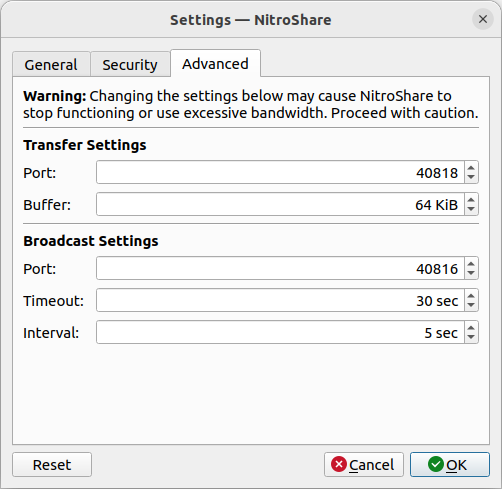 Settings — NitroShare
General Security Advanced
Warning: Changing the settings below may cause NitroShare to
stop functioning or use excessive bandwidth. Proceed with caution.
Transfer Settings
Port: 40818
Buffer: 64 KiB
Broadcast Settings
Port: 40816
Timeout: 30 sec
Interval: 5 sec
Reset Cancel OK